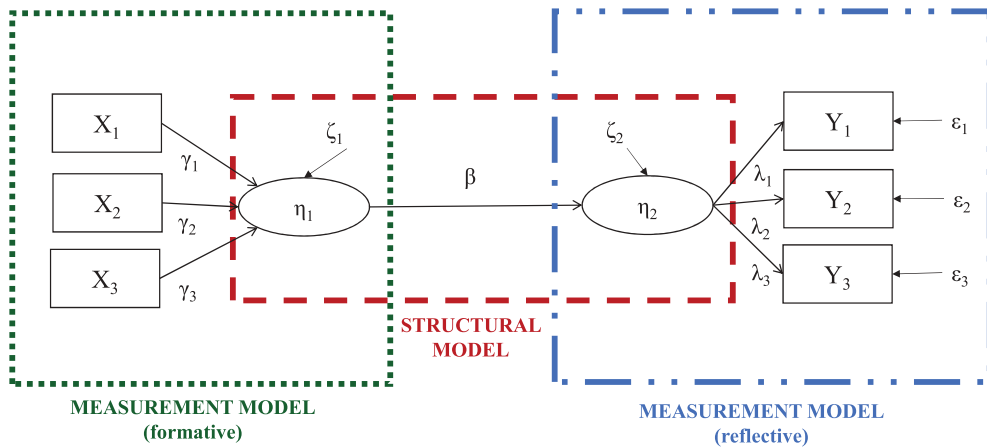 X₁
X₂
X₃
γ₁
γ₂
γ₃
ζ₁
η₁
β
ζ₂
η₂
λ₁
λ₂
λ₃
Y₁
Y₂
Y₃
ε₁
ε₂
ε₃
STRUCTURAL
MODEL
MEASUREMENT MODEL
(formative)
MEASUREMENT MODEL
(reflective)